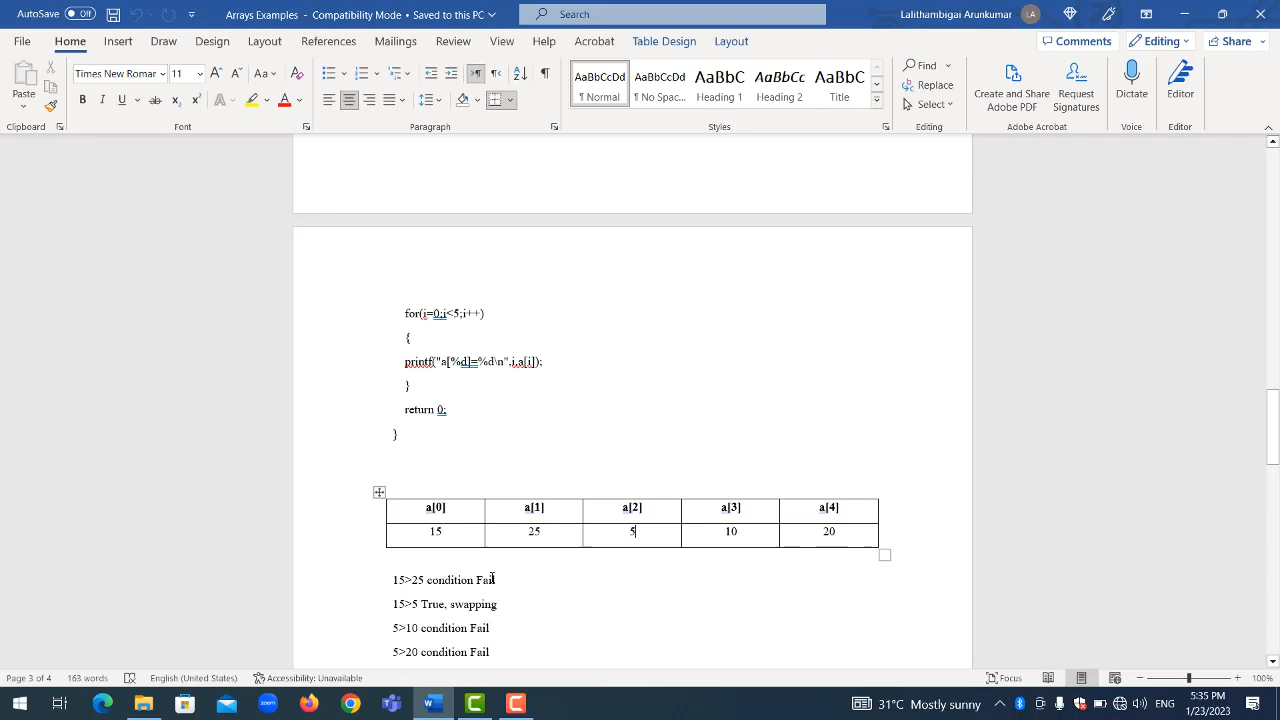 AutoSave Off Arrays Examples - Compatibility Mode - Saved to this PC Search Lalithambigai Arunkumar LA
File Home Insert Draw Design Layout References Mailings Review View Help Acrobat Table Design Layout Comments Editing Share
Paste
Times New Roman 11
Clipboard
Font
Paragraph
AaBbCcDd AaBbCcDd AaBbC AaBbCc AaBbC
¶ Normal ¶ No Spac... Heading 1 Heading 2 Title
Styles
Find
Replace
Select
Editing
Create and Share Adobe PDF
Request Signatures
Adobe Acrobat
Dictate
Voice
Editor
Editor
for(i=0;i<5;i++)
{
printf("a[%d]=%d\n",i,a[i]);
}
return 0;
}
a[0] a[1] a[2] a[3] a[4]
15 25 5 10 20
15>25 condition Fail
15>5 True, swapping
5>10 condition Fail
5>20 condition Fail
Page 3 of 4 163 words English (United States) Accessibility: Unavailable Focus 100%
31°C Mostly sunny ENG 5:35 PM
1/23/2023